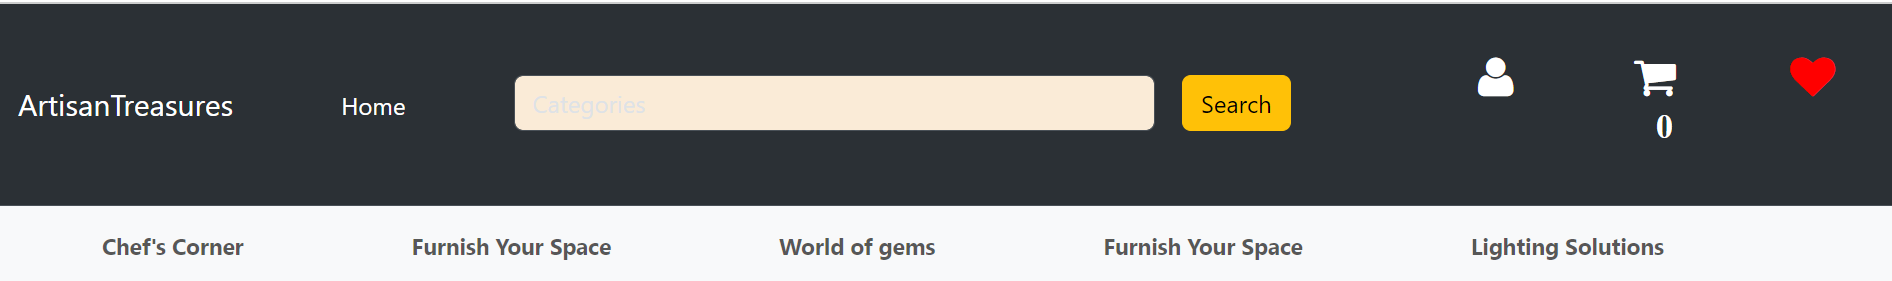 ArtisanTreasures Home Categories Search
0
Chef's Corner Furnish Your Space World of gems Furnish Your Space Lighting Solutions